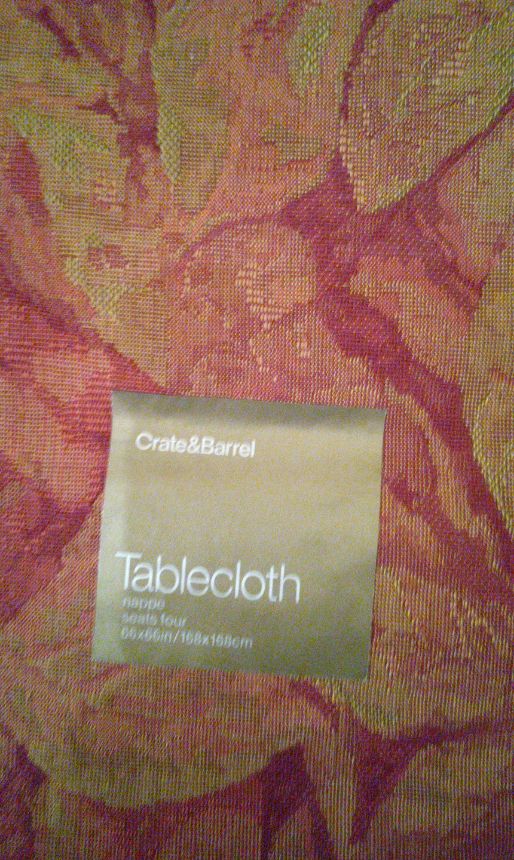 Crate&Barrel
Tablecloth
nappe
seats four
66x66in/168x168cm